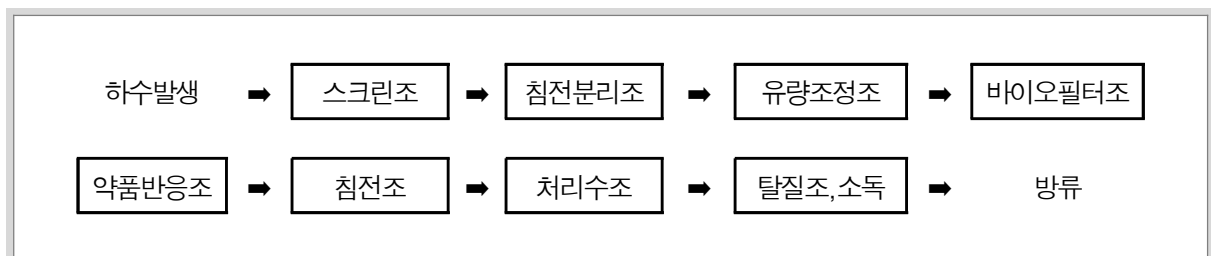 하수발생 ➡ 스크린조 ➡ 침전분리조 ➡ 유량조정조 ➡ 바이오필터조
약품반응조 ➡ 침전조 ➡ 처리수조 ➡ 탈질조,소독 ➡ 방류